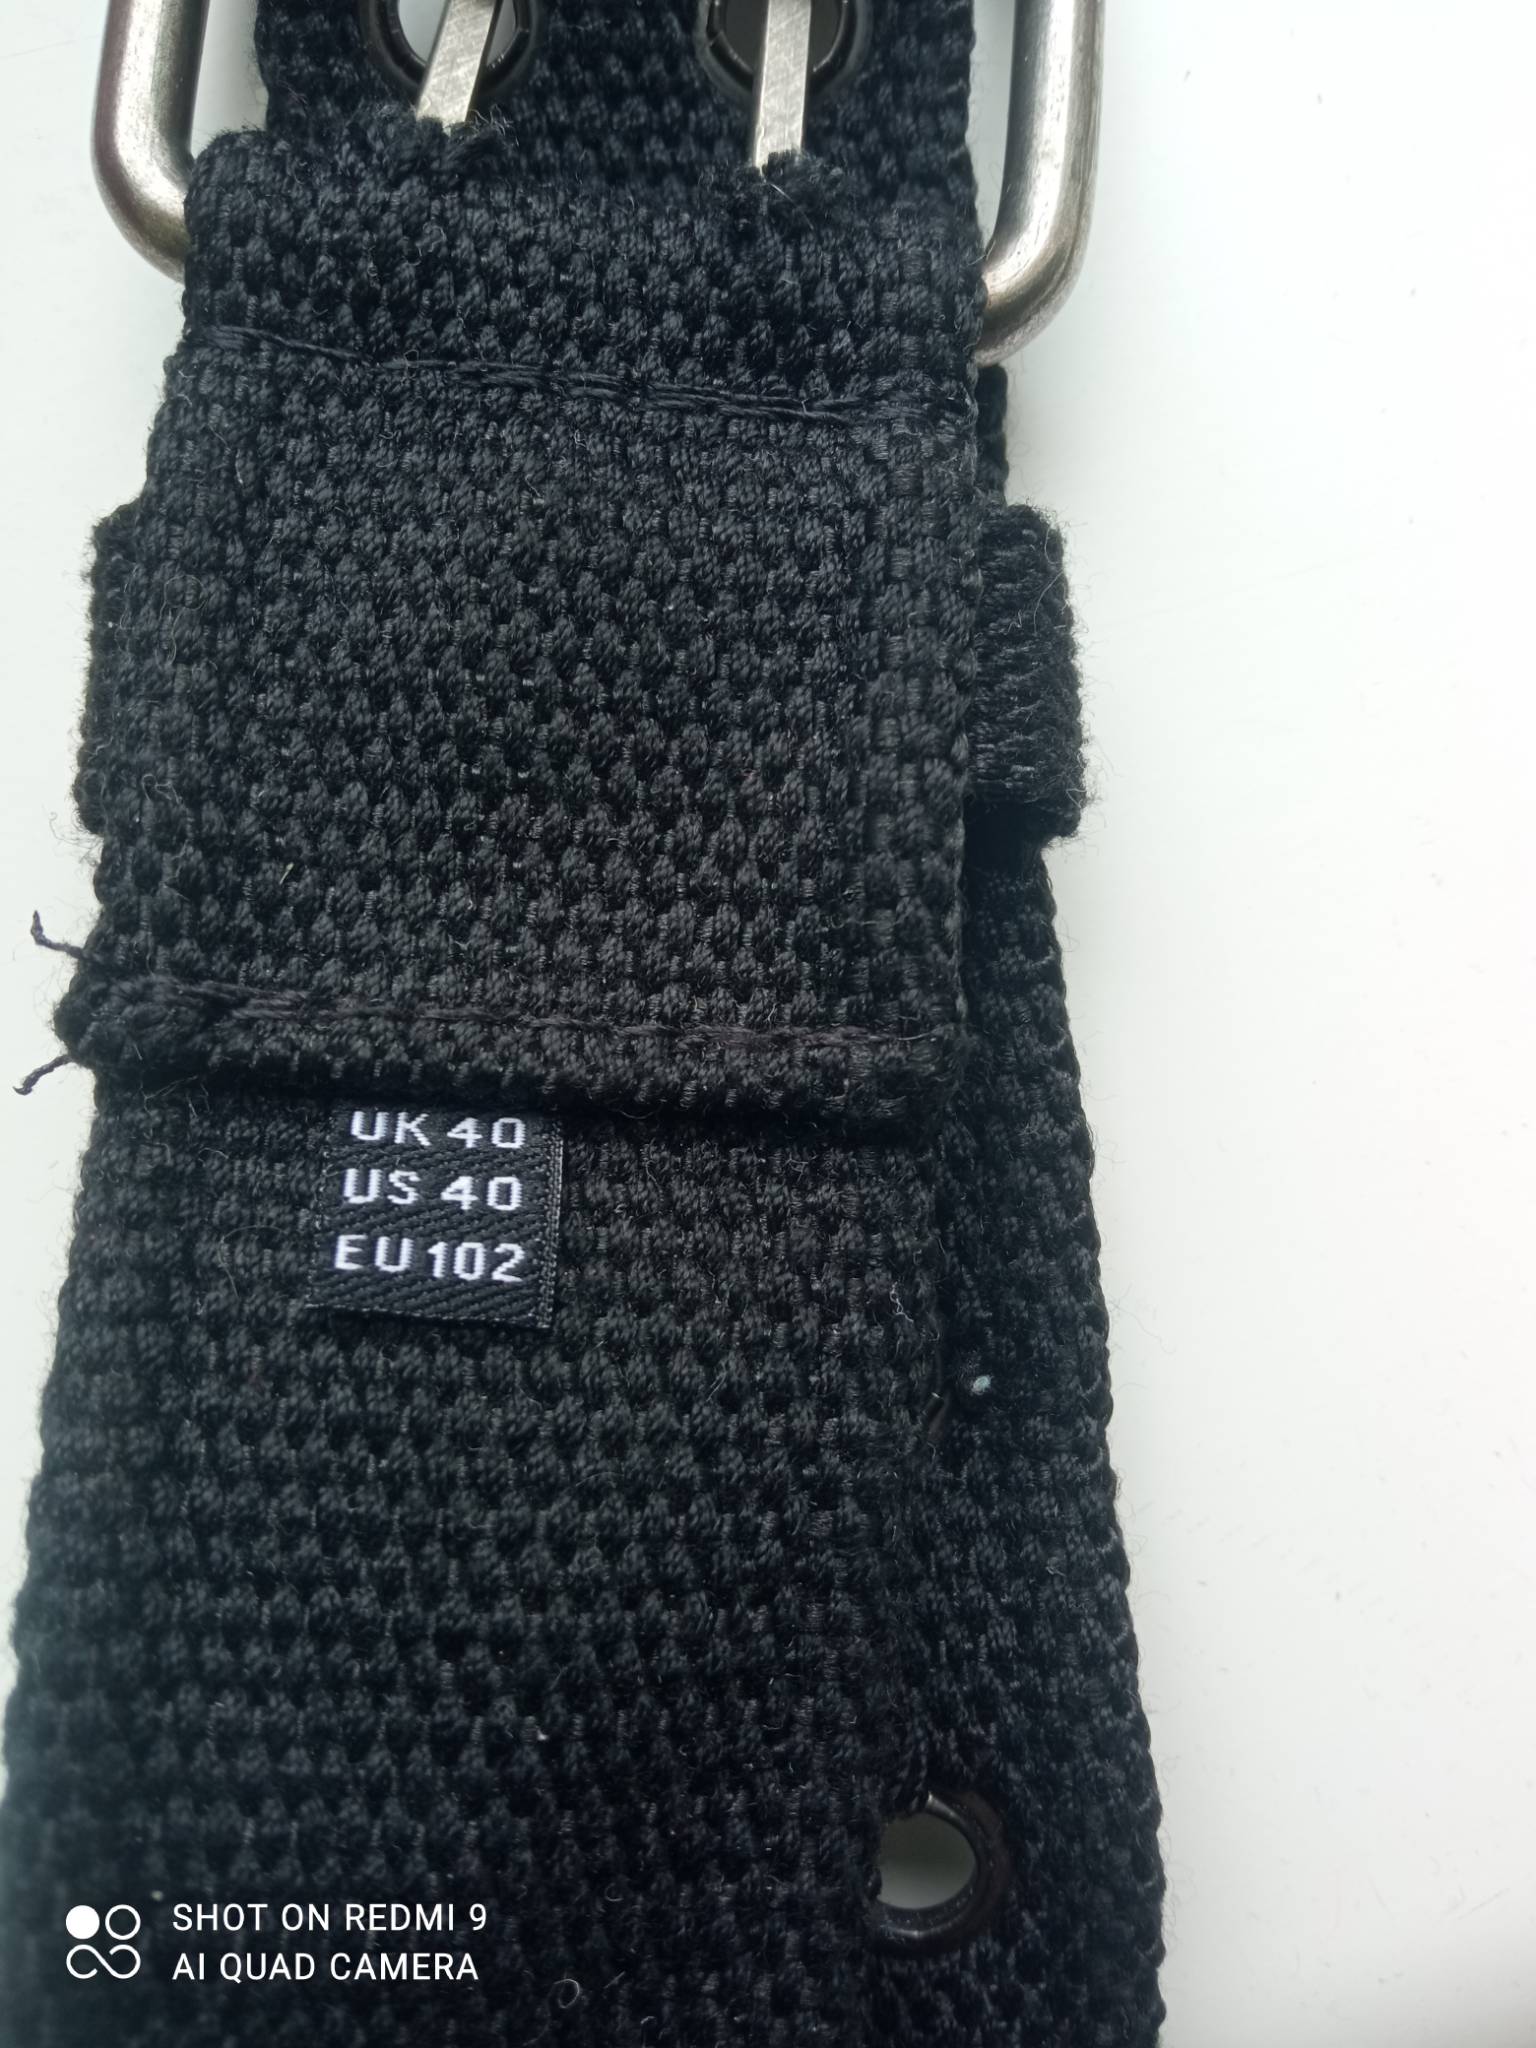 UK 40
US 40
EU 102
SHOT ON REDMI 9
AI QUAD CAMERA